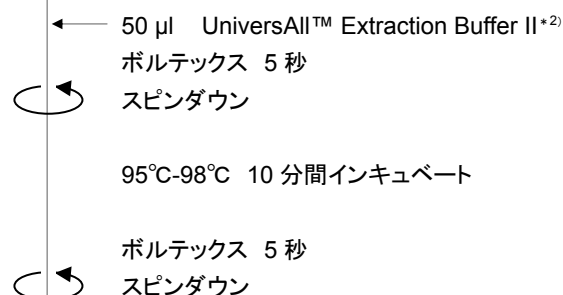 50 µl UniversAll™ Extraction Buffer II*2)
ボルテックス 5 秒
スピンダウン
95℃-98℃ 10 分間インキュベート
ボルテックス 5 秒
スピンダウン